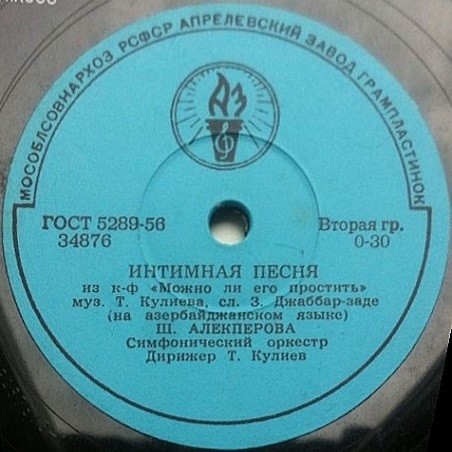 МОСОБЛСОВНАРХОЗ РСФСР АПРЕЛЕВСКИЙ ЗАВОД ГРАМПЛАСТИНОК
АЗ
ГОСТ 5289-56
34876
Вторая гр.
0-30
ИНТИМНАЯ ПЕСНЯ
из к-ф «Можно ли его простить»
муз. Т. Кулиева, сл. З. Джаббар-заде
(на азербайджанском языке)
Ш. АЛЕКПЕРОВА
Симфонический оркестр
Дирижер Т. Кулиев